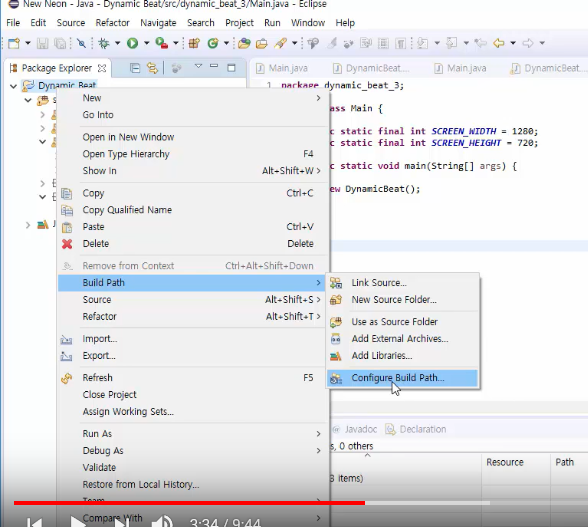 New Neon - Java - Dynamic Beat/src/dynamic_beat_3/Main.java - Eclipse
File Edit Source Refactor Navigate Search Project Run Window Help
Package Explorer
Main.java DynamicBeat... Main.java DynamicBeat...
Dynamic Beat
1 package dynamic_beat_3;
ass Main {
c static final int SCREEN_WIDTH = 1280;
c static final int SCREEN_HEIGHT = 720;
c static void main(String[] args) {
ew DynamicBeat();
New
Go Into
Open in New Window
Open Type Hierarchy F4
Show In Alt+Shift+W
Copy Ctrl+C
Copy Qualified Name
Paste Ctrl+V
Delete Delete
Remove from Context Ctrl+Alt+Shift+Down
Build Path
Source Alt+Shift+S
Refactor Alt+Shift+T
Import...
Export...
Refresh F5
Close Project
Assign Working Sets...
Run As
Debug As
Validate
Restore from Local History...
Team
Compare With
Link Source...
New Source Folder...
Use as Source Folder
Add External Archives...
Add Libraries...
Configure Build Path...
Javadoc Declaration
s, 0 others
Resource Path
3 items)
3:34 / 9:44